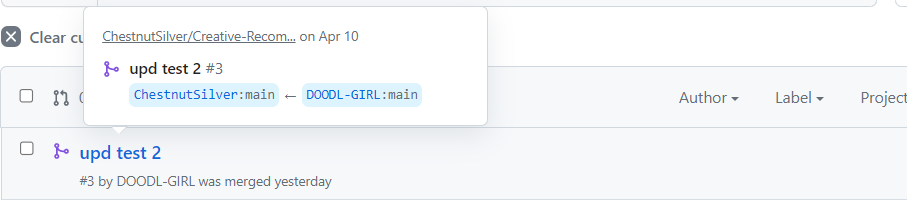 ChestnutSilver/Creative-Recom... on Apr 10
Clear cu
upd test 2 #3
ChestnutSilver:main ← DOODL-GIRL:main
Author Label Project
upd test 2
#3 by DOODL-GIRL was merged yesterday